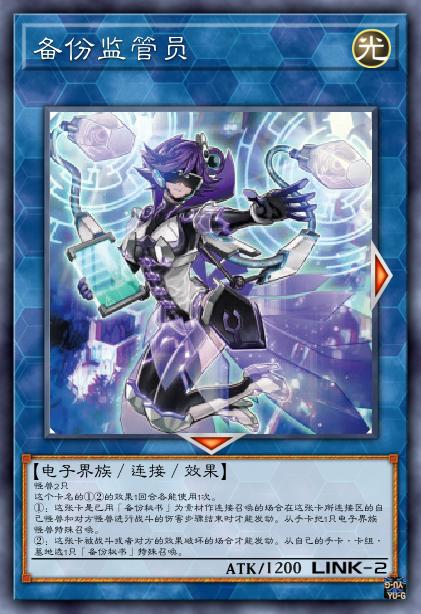 备份监管员
光
【电子界族／连接／效果】
怪兽2只
这个卡名的①②的效果1回合各能使用1次。
①：这张卡是已用「备份秘书」为素材作连接召唤的场合在这张卡所连接区的自
己怪兽和对方怪兽进行战斗的伤害步骤结束时才能发动。从手卡把1只电子界族
怪兽特殊召唤。
②：这张卡被战斗或者对方的效果破坏的场合才能发动。从自己的手卡·卡组·
墓地选1只「备份秘书」特殊召唤。
ATK/1200 LINK-2